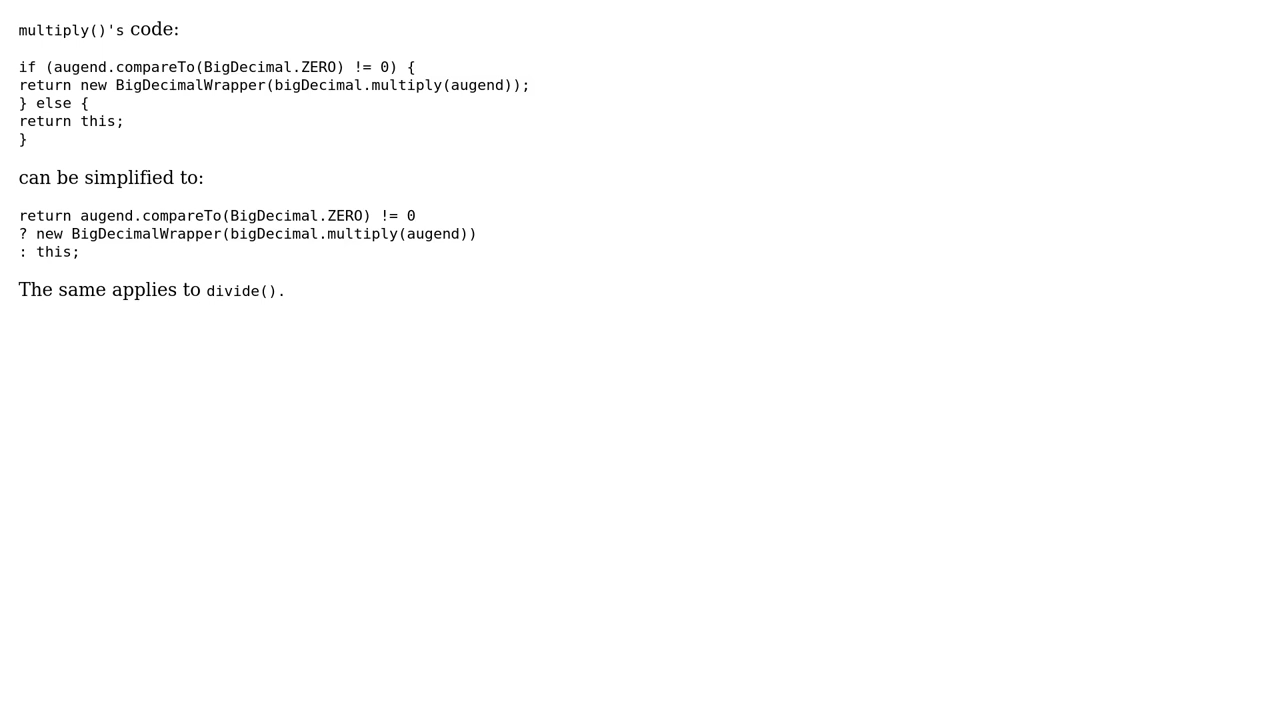 multiply()'s code:
if (augend.compareTo(BigDecimal.ZERO) != 0) {
return new BigDecimalWrapper(bigDecimal.multiply(augend));
} else {
return this;
}
can be simplified to:
return augend.compareTo(BigDecimal.ZERO) != 0
? new BigDecimalWrapper(bigDecimal.multiply(augend))
: this;
The same applies to divide().